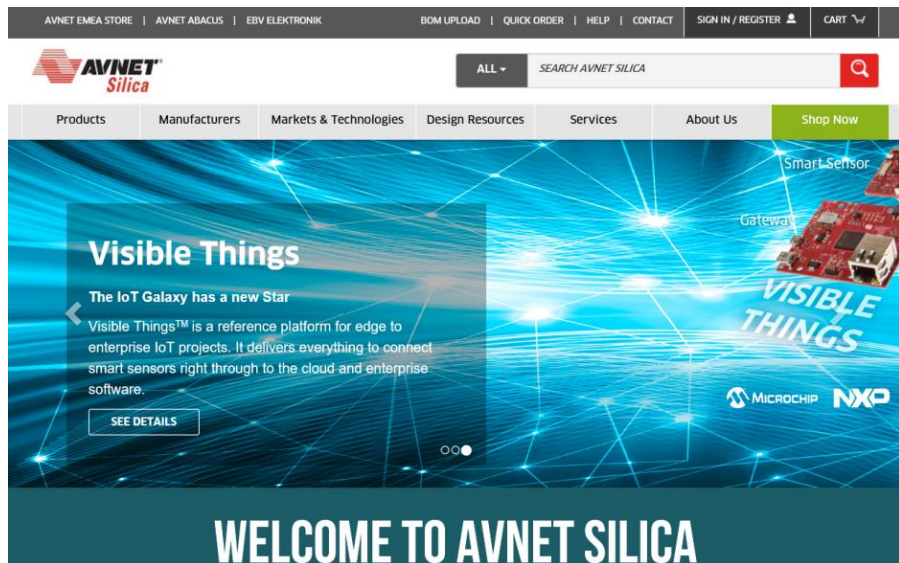 AVNET EMEA STORE | AVNET ABACUS | EBV ELEKTRONIK BOM UPLOAD | QUICK ORDER | HELP | CONTACT SIGN IN / REGISTER CART
AVNET®
Silica
ALL SEARCH AVNET SILICA
Products Manufacturers Markets & Technologies Design Resources Services About Us Shop Now
Smart Sensor
Gateway
Visible Things
The IoT Galaxy has a new Star
Visible Things™ is a reference platform for edge to
enterprise IoT projects. It delivers everything to connect
smart sensors right through to the cloud and enterprise
software.
SEE DETAILS
VISIBLE
THINGS
MICROCHIP NXP
WELCOME TO AVNET SILICA